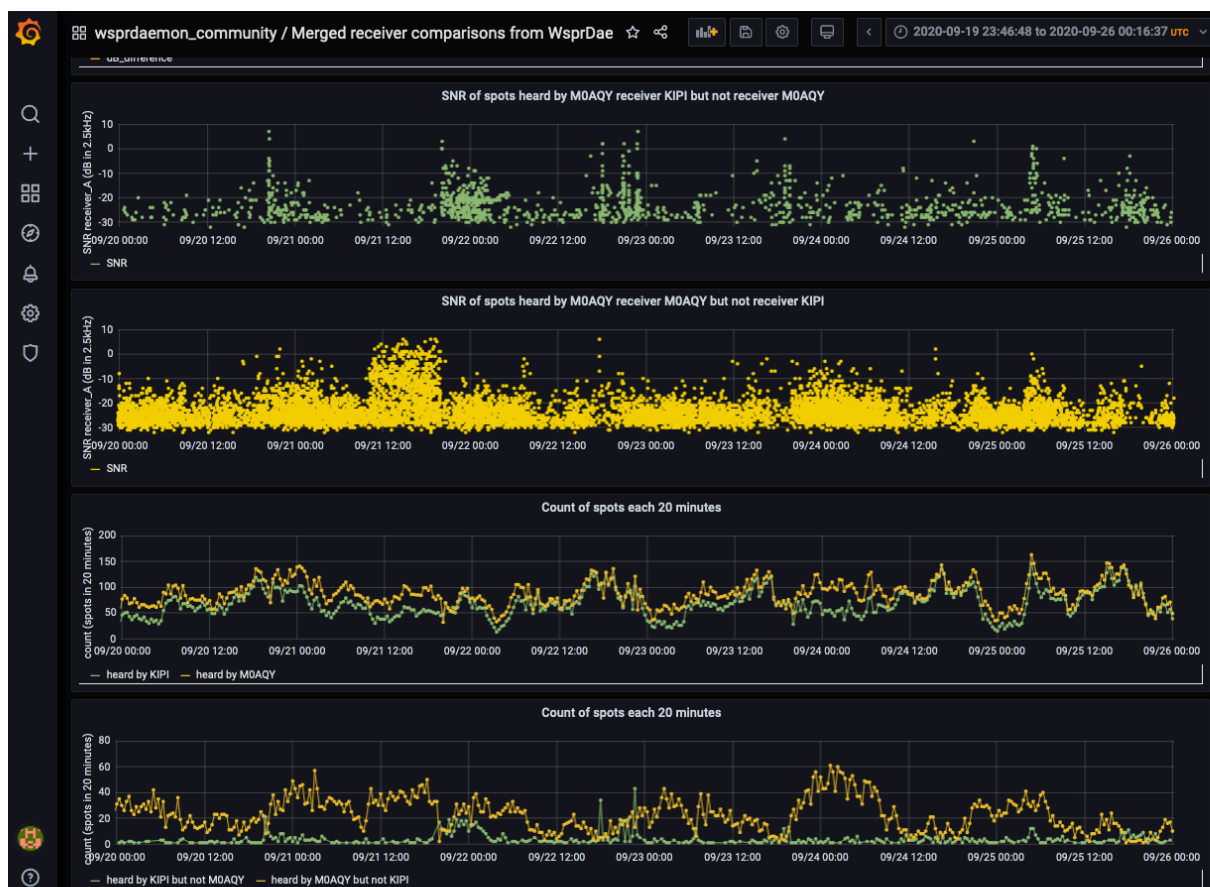 wsprdaemon_community / Merged receiver comparisons from WsprDae
2020-09-19 23:46:48 to 2020-09-26 00:16:37 UTC
dB_difference
SNR of spots heard by M0AQY receiver KIPI but not receiver M0AQY
SNR receiver_A (dB in 2.5kHz)
10
0
-10
-20
-30
09/20 00:00 09/20 12:00 09/21 00:00 09/21 12:00 09/22 00:00 09/22 12:00 09/23 00:00 09/23 12:00 09/24 00:00 09/24 12:00 09/25 00:00 09/25 12:00 09/26 00:00
SNR
SNR of spots heard by M0AQY receiver M0AQY but not receiver KIPI
SNR receiver_A (dB in 2.5kHz)
10
0
-10
-20
-30
09/20 00:00 09/20 12:00 09/21 00:00 09/21 12:00 09/22 00:00 09/22 12:00 09/23 00:00 09/23 12:00 09/24 00:00 09/24 12:00 09/25 00:00 09/25 12:00 09/26 00:00
SNR
Count of spots each 20 minutes
count (spots in 20 minutes)
200
150
100
50
0
09/20 00:00 09/20 12:00 09/21 00:00 09/21 12:00 09/22 00:00 09/22 12:00 09/23 00:00 09/23 12:00 09/24 00:00 09/24 12:00 09/25 00:00 09/25 12:00 09/26 00:00
heard by KIPI heard by M0AQY
Count of spots each 20 minutes
count (spots in 20 minutes)
80
60
40
20
0
09/20 00:00 09/20 12:00 09/21 00:00 09/21 12:00 09/22 00:00 09/22 12:00 09/23 00:00 09/23 12:00 09/24 00:00 09/24 12:00 09/25 00:00 09/25 12:00 09/26 00:00
heard by KIPI but not M0AQY heard by M0AQY but not KIPI